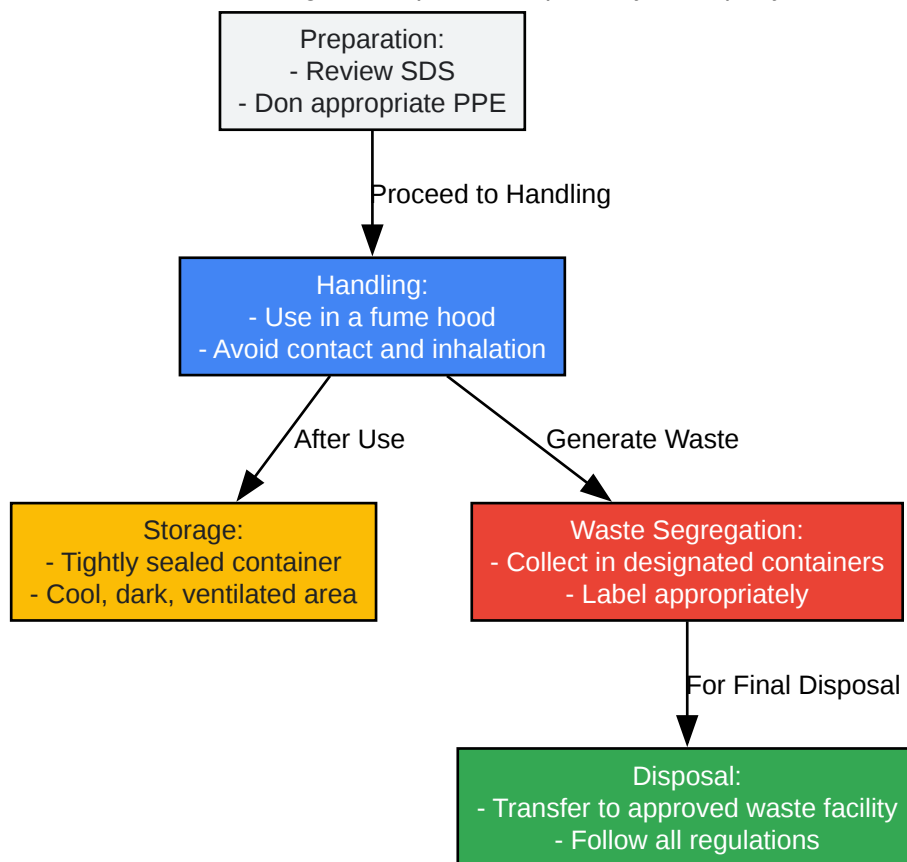 Preparation:
- Review SDS
- Don appropriate PPE
Proceed to Handling
Handling:
- Use in a fume hood
- Avoid contact and inhalation
After Use
Generate Waste
Storage:
- Tightly sealed container
- Cool, dark, ventilated area
Waste Segregation:
- Collect in designated containers
- Label appropriately
For Final Disposal
Disposal:
- Transfer to approved waste facility
- Follow all regulations